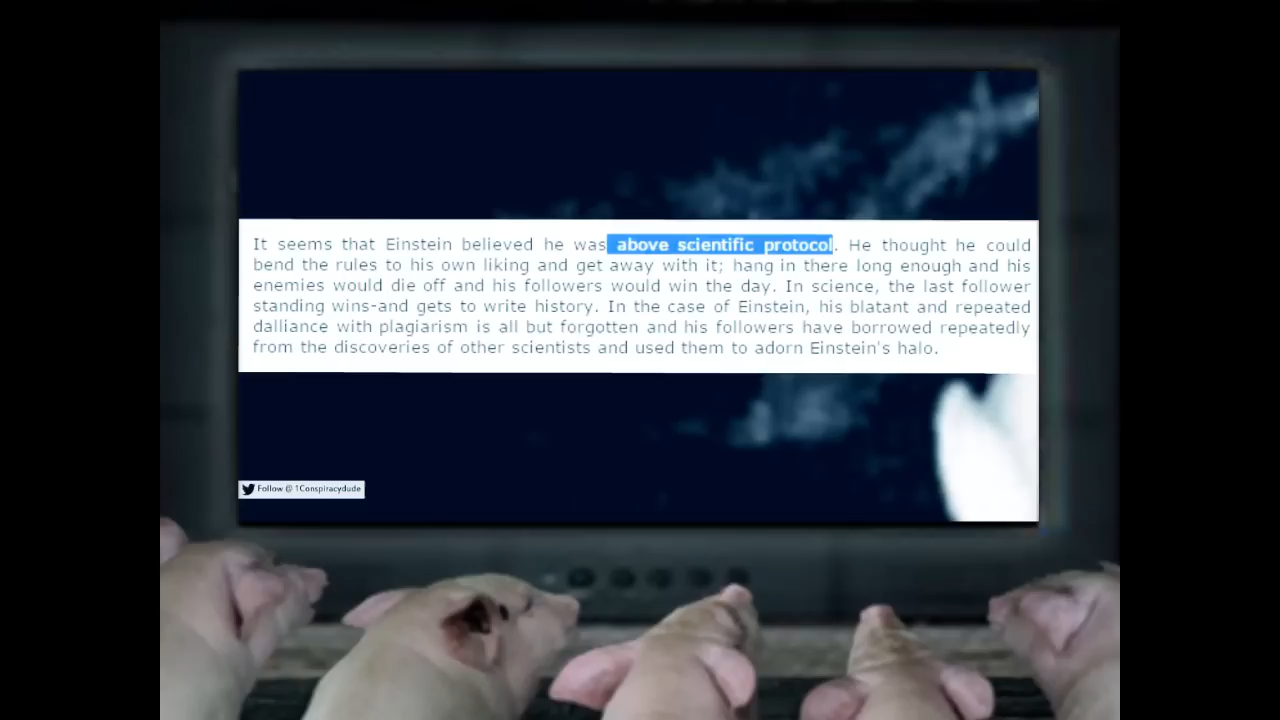 It seems that Einstein believed he was above scientific protocol. He thought he could
bend the rules to his own liking and get away with it; hang in there long enough and his
enemies would die off and his followers would win the day. In science, the last follower
standing wins-and gets to write history. In the case of Einstein, his blatant and repeated
dalliance with plagiarism is all but forgotten and his followers have borrowed repeatedly
from the discoveries of other scientists and used them to adorn Einstein's halo.
Follow @ 1Conspiracydude